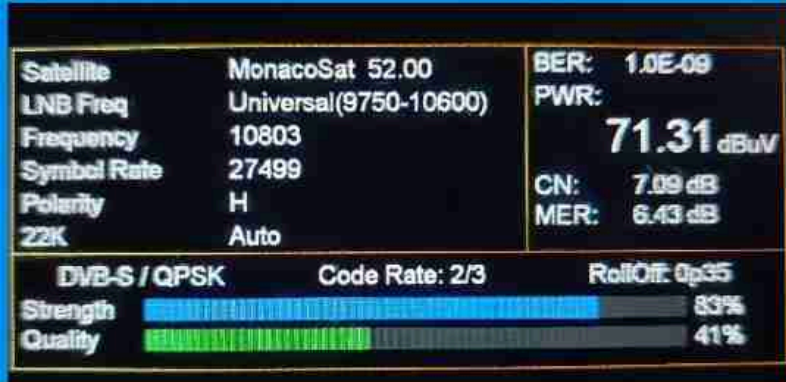 Satellite MonacoSat 52.00
LNB Freq Universal(9750-10600)
Frequency 10803
Symbol Rate 27499
Polarity H
22K Auto
BER: 1.0E-09
PWR:
71.31 dBuV
CN: 7.09 dB
MER: 6.43 dB
DVB-S / QPSK Code Rate: 2/3 RollOff: 0p35
Strength 83%
Quality 41%